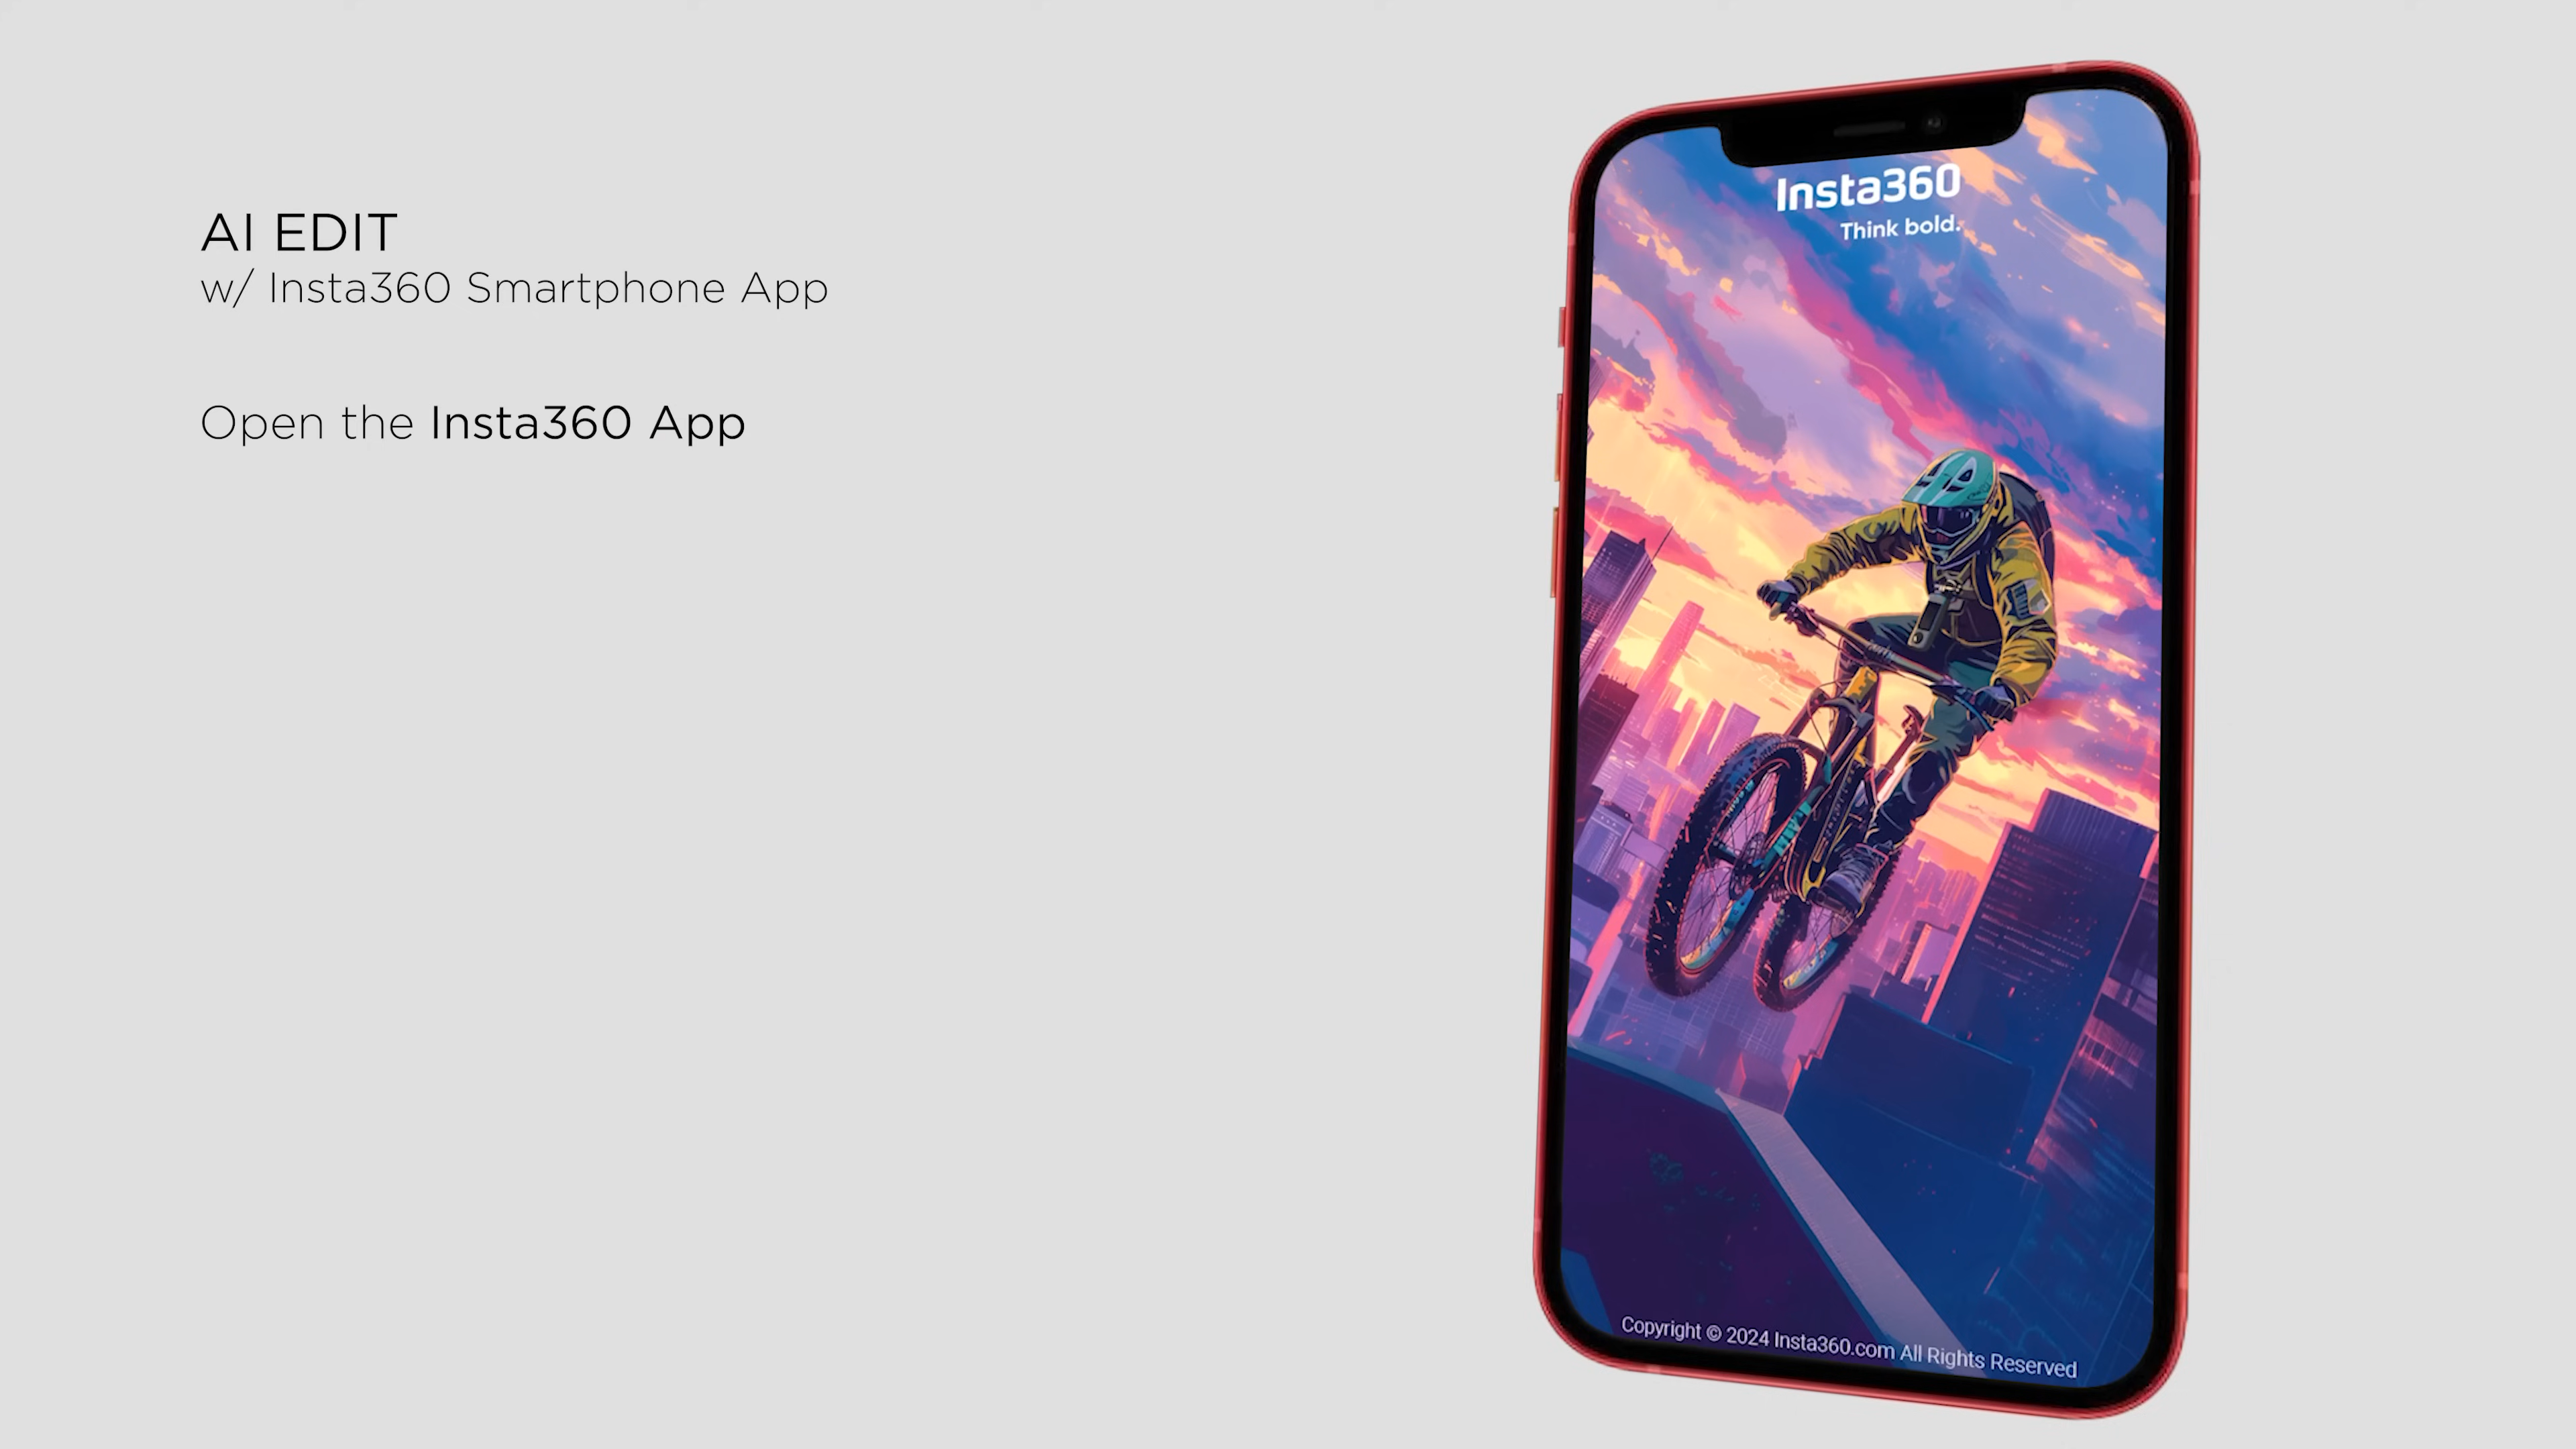 AI EDIT
w/ Insta360 Smartphone App
Open the Insta360 App
Insta360
Think bold.
Copyright © 2024 Insta360.com All Rights Reserved